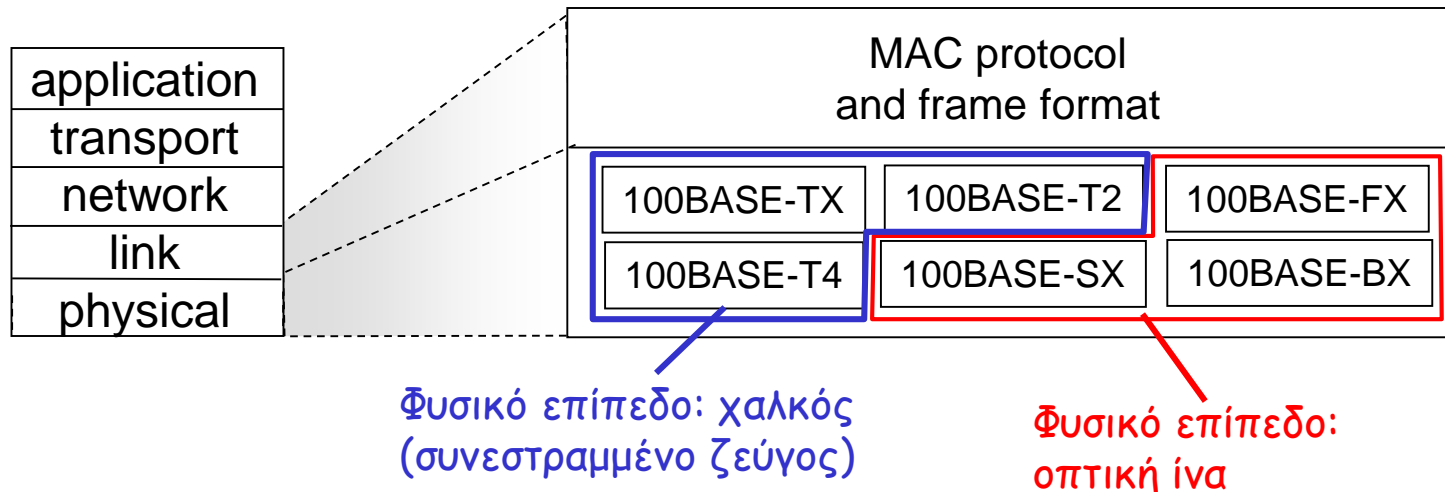 application
transport
network
link
physical
MAC protocol
and frame format
100BASE-TX
100BASE-T2
100BASE-FX
100BASE-T4
100BASE-SX
100BASE-BX
Φυσικό επίπεδο: χαλκός
(συνεστραμμένο ζεύγος)
Φυσικό επίπεδο:
οπτική ίνα